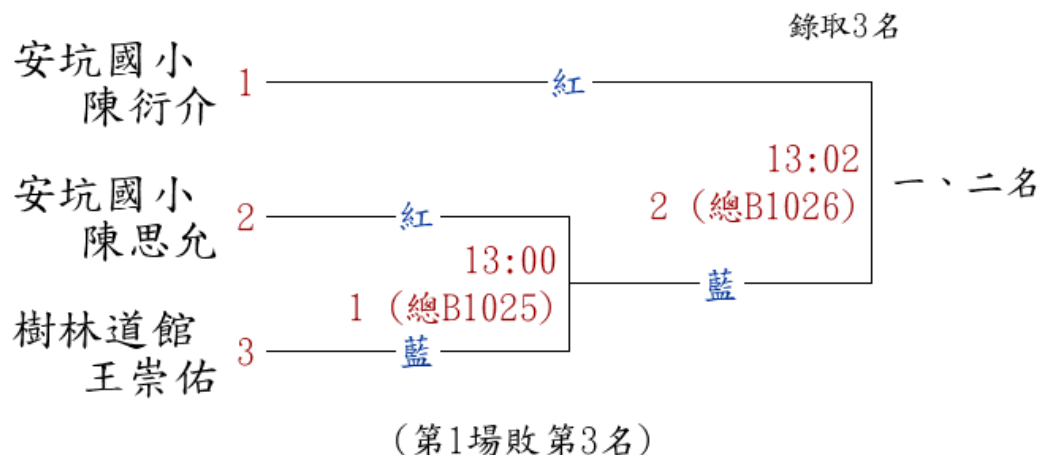 錄取3名
安坑國小
陳衍介
1
紅
13:02
2 (總B1026)
一、二名
安坑國小
陳思允
2
紅
13:00
1 (總B1025)
藍
樹林道館
王崇佑
3
藍
(第1場敗第3名)